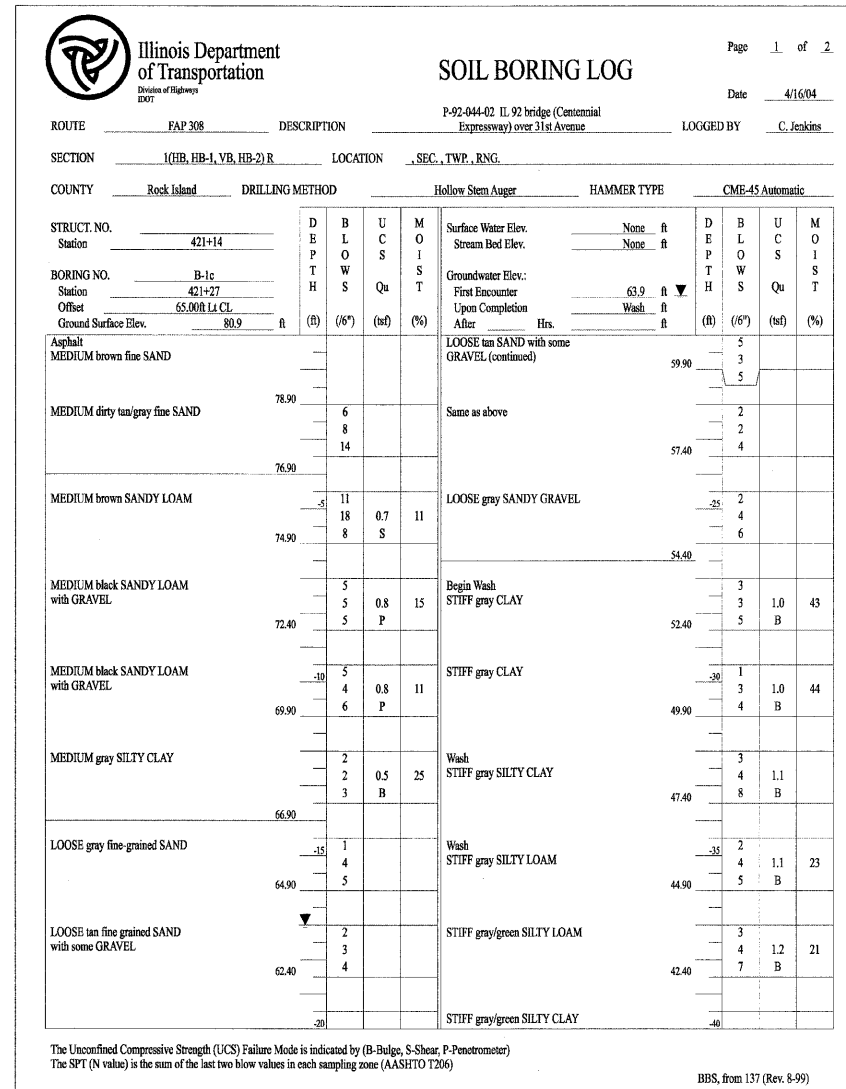 Illinois Department
of Transportation
Division of Highways
IDOT
SOIL BORING LOG
Page 1 of 2
Date 4/16/04
ROUTE FAP 308 DESCRIPTION P-92-044-02 IL 92 bridge (Centennial
Expressway) over 31st Avenue LOGGED BY C. Jenkins
SECTION 1(HB, HB-1, VB, HB-2) R LOCATION , SEC. , TWP. , RNG.
COUNTY Rock Island DRILLING METHOD Hollow Stem Auger HAMMER TYPE CME-45 Automatic
STRUCT. NO.
Station 421+14
BORING NO. B-1c
Station 421+27
Offset 65.00ft Lt CL
Ground Surface Elev. 80.9 ft
DEPTH (ft) BLOWS (/6") UCS Qu (tsf) MOIST (%)
Asphalt
MEDIUM brown fine SAND
78.90
MEDIUM dirty tan/gray fine SAND 6
8
14
76.90
MEDIUM brown SANDY LOAM -5 11
18 0.7 11
74.90 8 S
MEDIUM black SANDY LOAM 5
with GRAVEL 5 0.8 15
72.40 5 P
MEDIUM black SANDY LOAM -10 5
with GRAVEL 4 0.8 11
69.90 6 P
MEDIUM gray SILTY CLAY 2
2 0.5 25
3 B
66.90
LOOSE gray fine-grained SAND -15 1
4
64.90 5
LOOSE tan fine grained SAND 2
with some GRAVEL 3
62.40 4
-20
Surface Water Elev. None ft
Stream Bed Elev. None ft
Groundwater Elev.:
First Encounter 63.9 ft
Upon Completion Wash ft
After Hrs. ft
DEPTH (ft) BLOWS (/6") UCS Qu (tsf) MOIST (%)
LOOSE tan SAND with some 5
GRAVEL (continued) 59.90 3
5
Same as above 2
2
57.40 4
LOOSE gray SANDY GRAVEL -25 2
4
6
54.40
Begin Wash 3
STIFF gray CLAY 3 1.0 43
52.40 5 B
STIFF gray CLAY -30 1
3 1.0 44
49.90 4 B
Wash 3
STIFF gray SILTY CLAY 4 1.1
47.40 8 B
Wash -35 2
STIFF gray SILTY LOAM 4 1.1 23
44.90 5 B
STIFF gray/green SILTY LOAM 3
4 1.2 21
42.40 7 B
STIFF gray/green SILTY CLAY -40
The Unconfined Compressive Strength (UCS) Failure Mode is indicated by (B-Bulge, S-Shear, P-Penetrometer)
The SPT (N value) is the sum of the last two blow values in each sampling zone (AASHTO T206)
BBS, from 137 (Rev. 8-99)